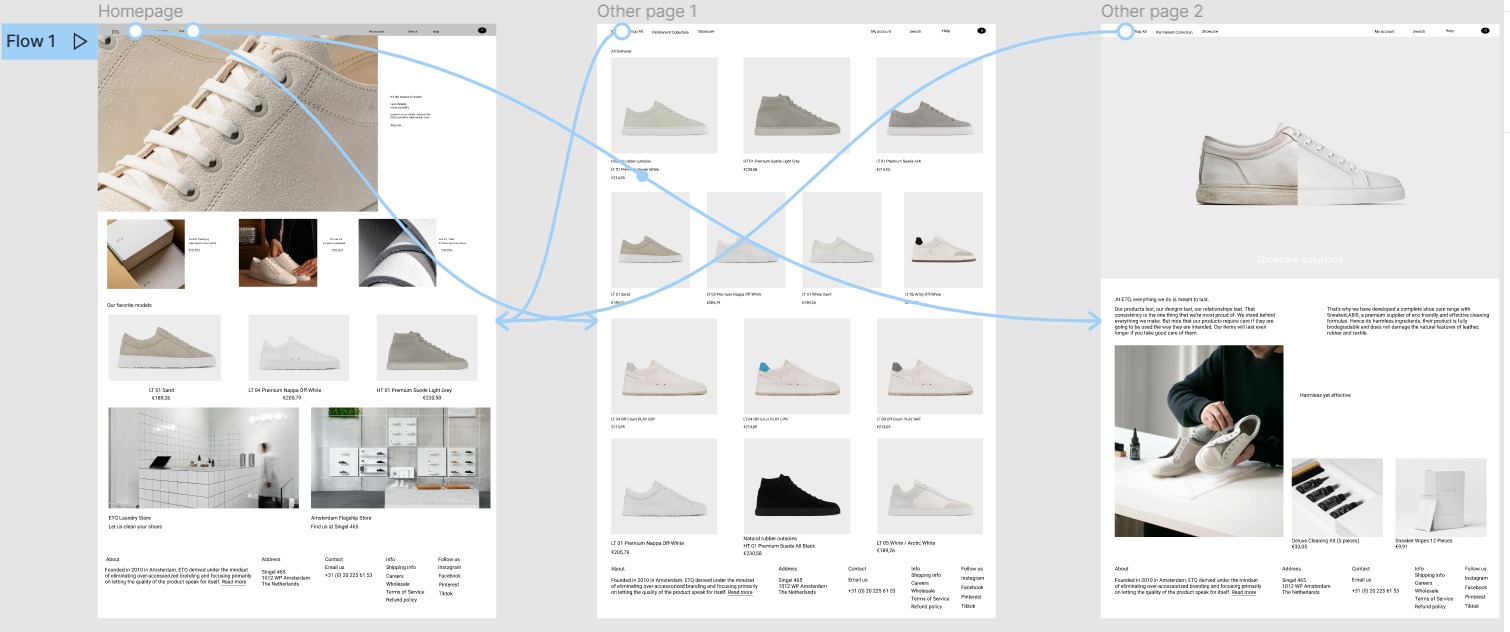 Homepage
Other page 1
Other page 2
Flow 1
ETQ
Search
Help
Our favorite models
LT 01 Sand
€189,26
LT 04 Premium Nappa Off-White
€205,79
HT 01 Premium Suede Light Grey
€230,58
ETQ Laundry Store
Let us clean your shoes
Amsterdam Flagship Store
Find us at Singel 465
About
Founded in 2010 in Amsterdam, ETQ derived under the mindset
of eliminating over-accessorized branding and focusing primarily
on letting the quality of the product speak for itself. Read more
Address
Singel 465
1012 WP Amsterdam
The Netherlands
Contact
Email us
+31 (0) 20 225 61 53
Info
Shipping info
Careers
Wholesale
Terms of Service
Refund policy
Follow us
Instagram
Facebook
Pinterest
Tiktok
Permanent Collection
Shoecare
My account
Search
Help
All footwear
LT 01 Premium Suede White
HT 01 Premium Suede Light Grey
€230,58
LT 01 Premium Suede Ash
€214,05
LT 01 Sand
LT 03 Premium Nappa Off-White
€205,79
€189,26
LT 05 Army Off-White
LT 04 Off Court PLAY GRY
€214,05
LT 04 Off Court PLAY CYN
€214,05
€214,05
LT 01 Premium Nappa Off-White
€205,79
Natural rubber outsoles
HT 01 Premium Suede All Black
€230,58
LT 05 White / Arctic White
€189,26
About
Founded in 2010 in Amsterdam, ETQ derived under the mindset
of eliminating over-accessorized branding and focusing primarily
on letting the quality of the product speak for itself. Read more
Address
Singel 465
1012 WP Amsterdam
The Netherlands
Contact
Email us
+31 (0) 20 225 61 53
Info
Shipping info
Careers
Wholesale
Terms of Service
Refund policy
Follow us
Instagram
Facebook
Pinterest
Tiktok
Permanent Collection
Shoecare
My account
Search
Help
Shoecare solutions
At ETQ, everything we do is meant to last.
Our products last, our designs last, our relationships last. That
consistency is the one thing that we're most proud of. We stand behind
everything we make. But note that our products require care if they are
going to be used the way they are intended. Our items will last even
longer if you take good care of them.
That's why we have developed a complete shoe care range with
SneakerLAB®, a premium supplier of eco friendly and effective cleaning
formulas. Hence its harmless ingredients, their product is fully
biodegradable and does not damage the natural features of leather,
rubber and textile.
Harmless yet effective
Deluxe Cleaning Kit (5 pieces)
€33,05
Sneaker Wipes 12 Pieces
€9,91
About
Founded in 2010 in Amsterdam, ETQ derived under the mindset
of eliminating over-accessorized branding and focusing primarily
on letting the quality of the product speak for itself. Read more
Address
Singel 465
1012 WP Amsterdam
The Netherlands
Contact
Email us
+31 (0) 20 225 61 53
Info
Shipping info
Careers
Wholesale
Terms of Service
Refund policy
Follow us
Instagram
Facebook
Pinterest
Tiktok